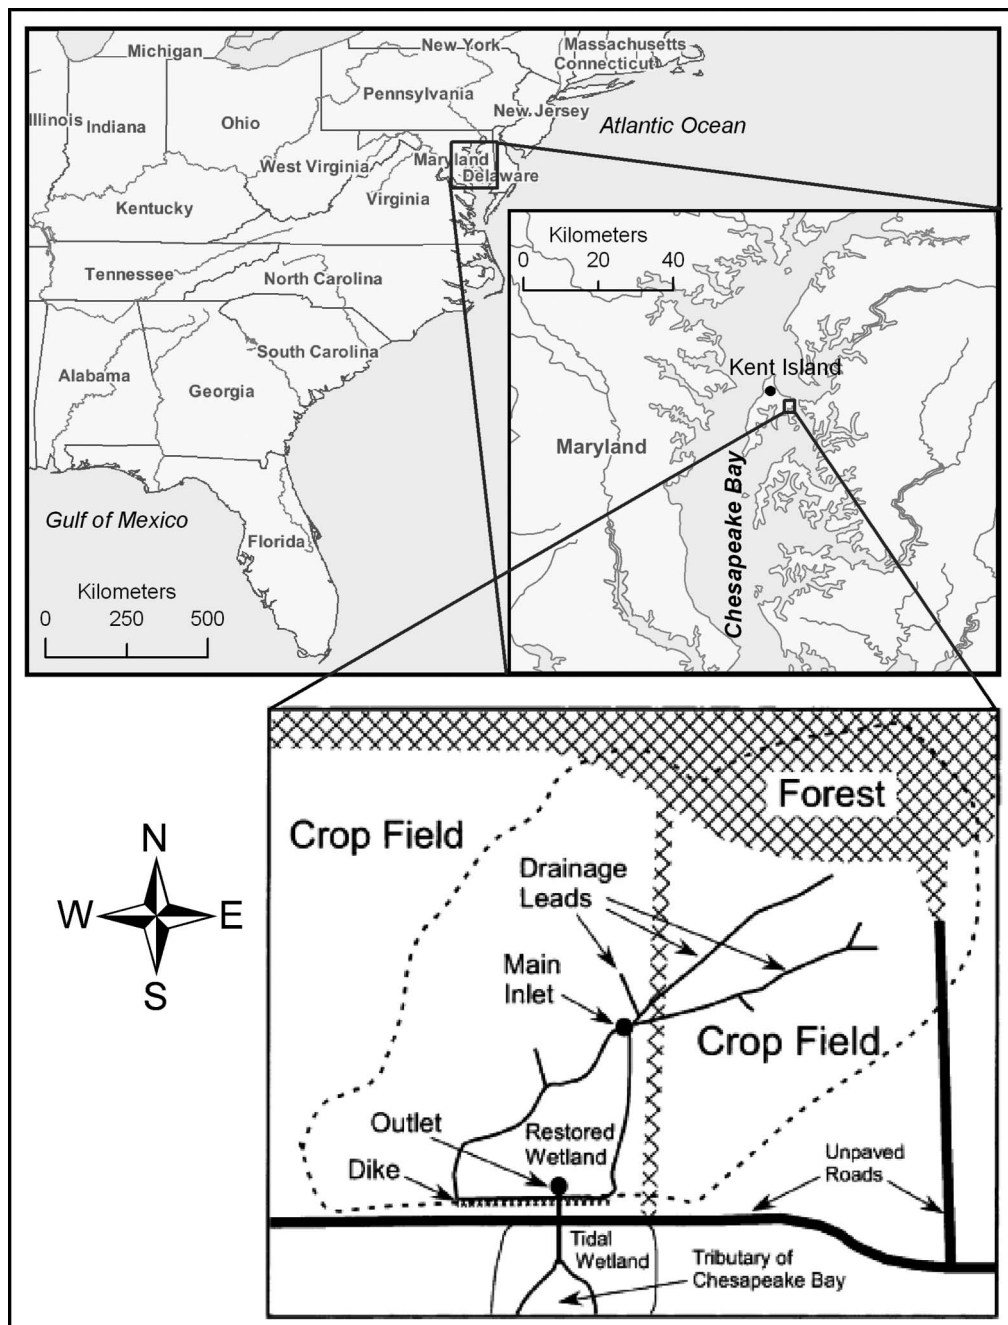 Michigan
New York
Massachusetts
Connecticut
Pennsylvania
New Jersey
Illinois
Indiana
Ohio
Atlantic Ocean
West Virginia
Maryland
Delaware
Virginia
Kentucky
Tennessee
North Carolina
South Carolina
Alabama
Georgia
Gulf of Mexico
Florida
Kilometers
0 250 500
Kilometers
0 20 40
Kent Island
Maryland
Chesapeake Bay
N
W E
S
Forest
Crop Field
Drainage
Leads
Main
Inlet
Crop Field
Outlet
Restored
Wetland
Dike
Unpaved
Roads
Tidal
Wetland
Tributary of
Chesapeake Bay